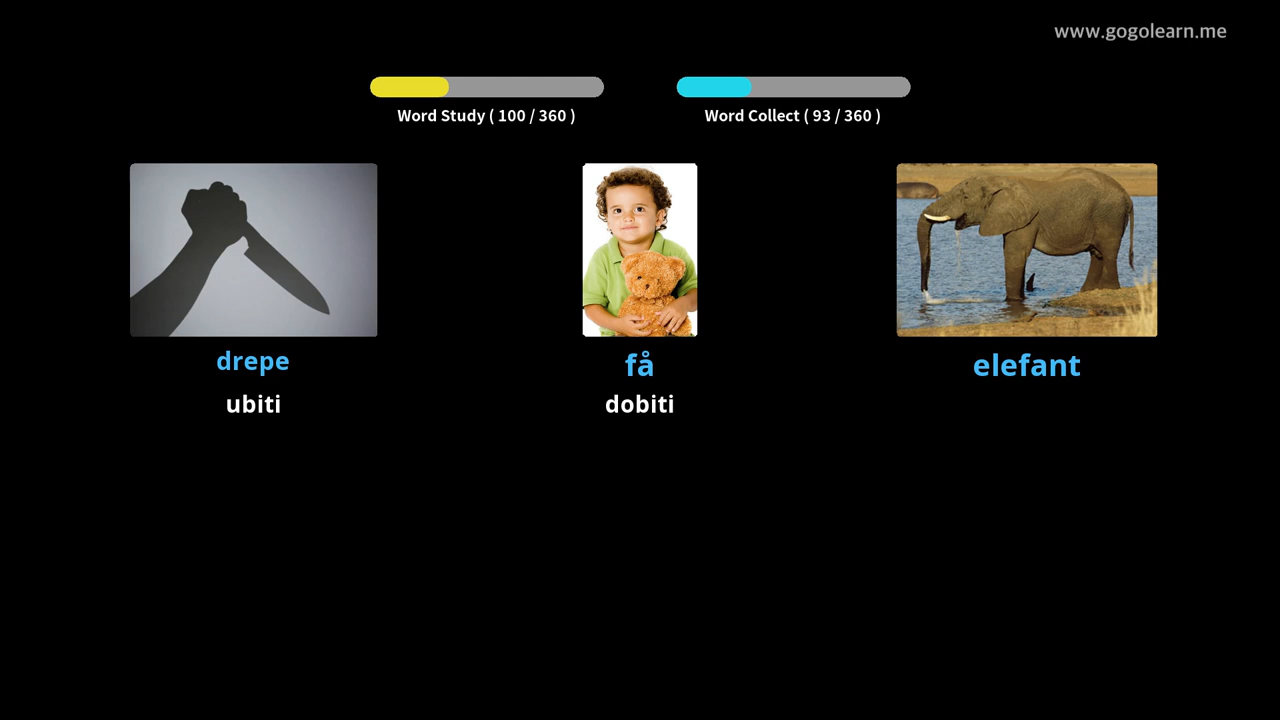 www.gogolearn.me
Word Study ( 100 / 360 )
Word Collect ( 93 / 360 )
drepe
ubiti
få
dobiti
elefant